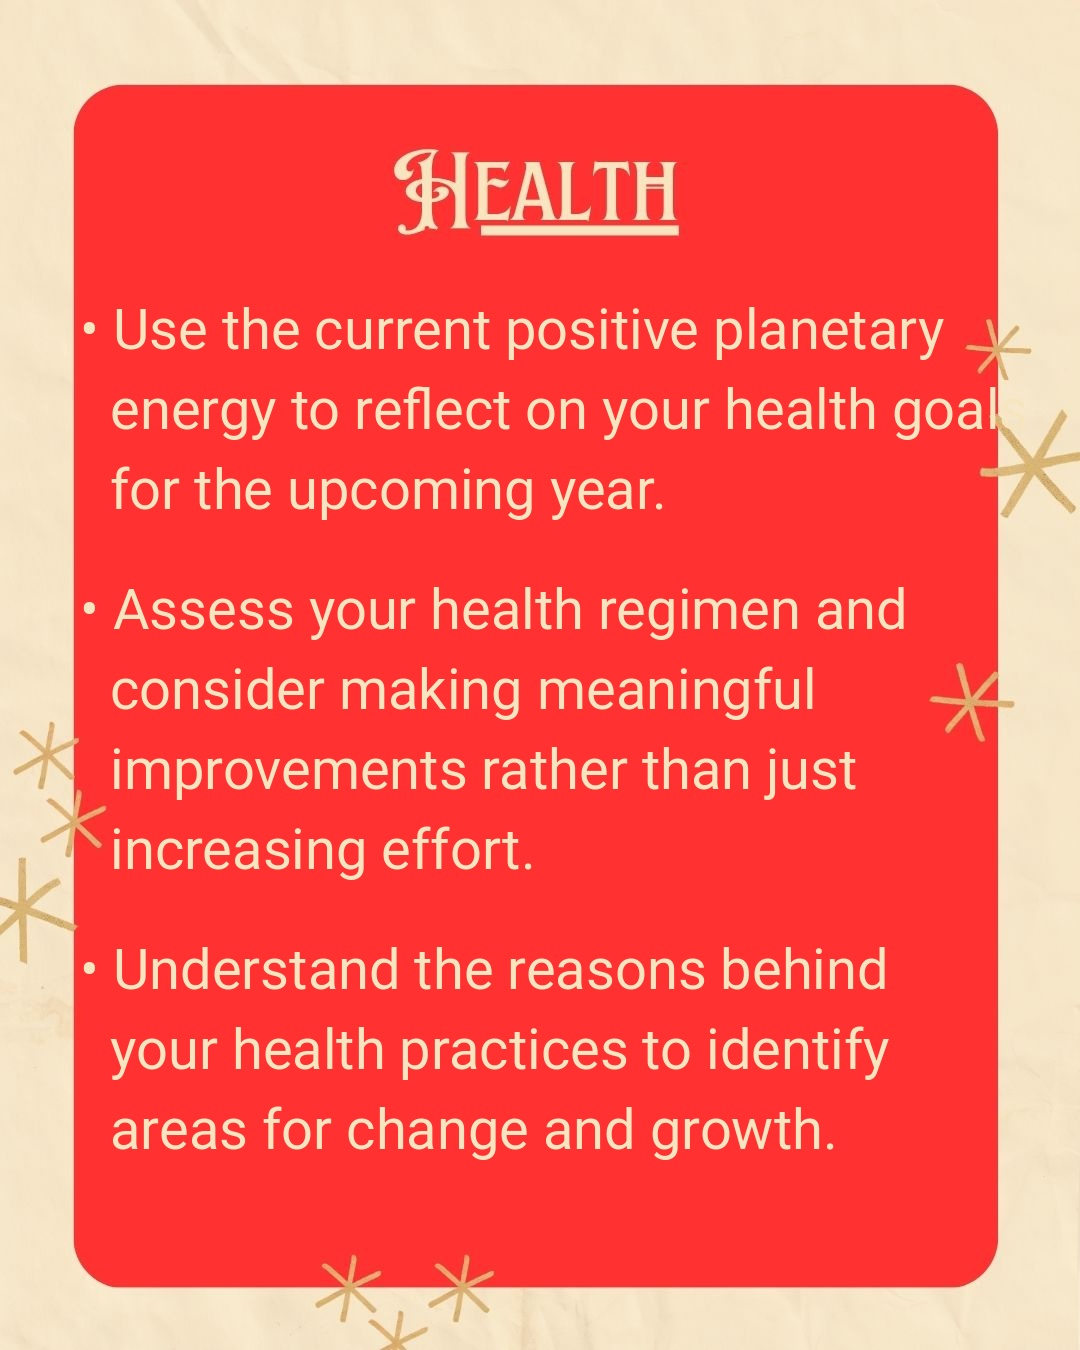 Health
• Use the current positive planetary
energy to reflect on your health goal
for the upcoming year.
• Assess your health regimen and
consider making meaningful
improvements rather than just
increasing effort.
• Understand the reasons behind
your health practices to identify
areas for change and growth.